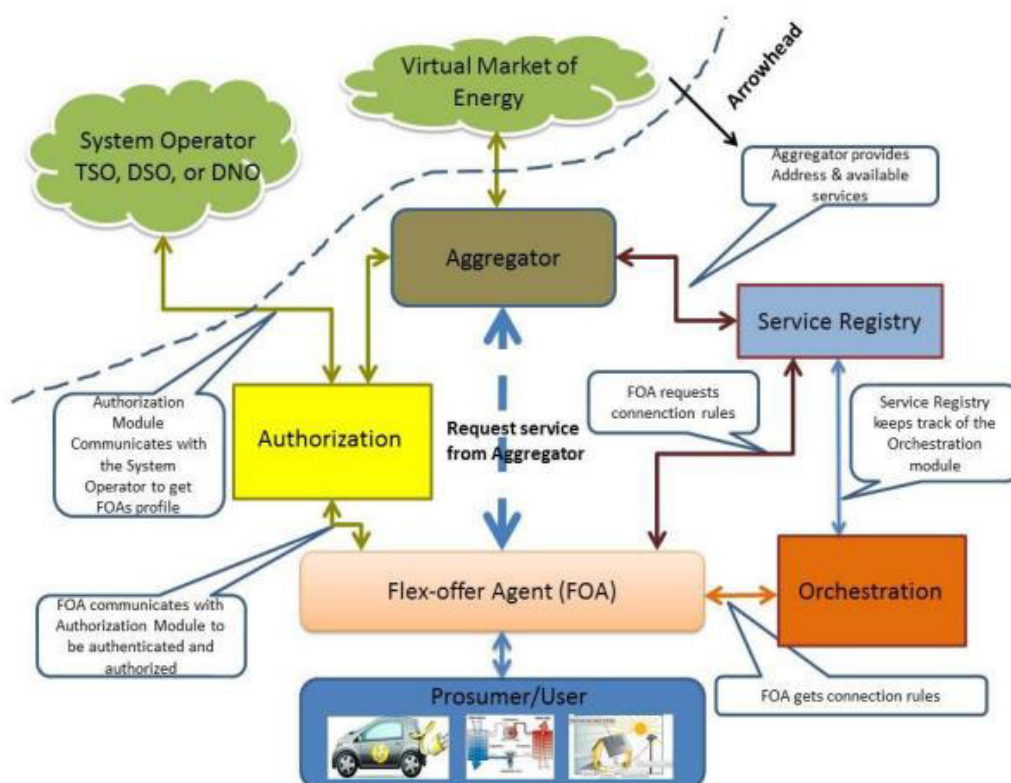 Virtual Market of
Energy
Arrowhead
System Operator
TSO, DSO, or DNO
Aggregator provides
Address & available
services
Aggregator
Service Registry
Authorization
Module
Communicates with
the System
Operator to get
FOAs profile
Authorization
Request service
from Aggregator
FOA requests
connenction rules
Service Registry
keeps track of the
Orchestration
module
FOA communicates with
Authorization Module to
be authenticated and
authorized
Flex-offer Agent (FOA)
Orchestration
FOA gets connection rules
Prosumer/User